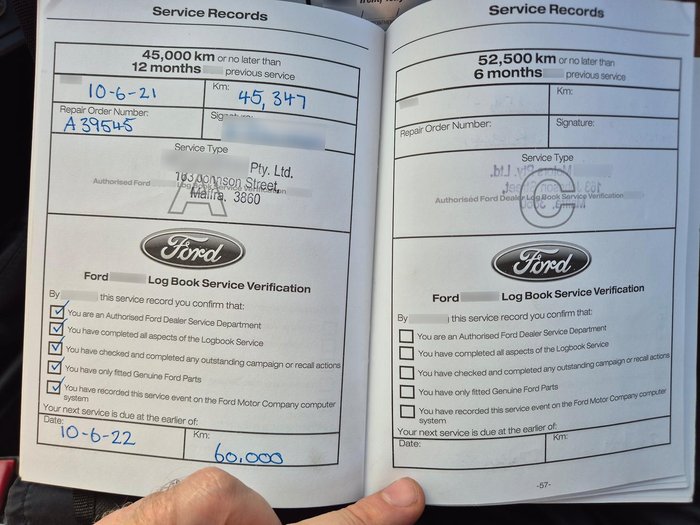 Service Records
45,000 km or no later than
12 months previous service
10-6-21
Km:
45,347
Repair Order Number:
A39545
Service Type
Pty. Ltd.
Authorised Ford Log Book Service Verification
163 Johnson Street,
Maffra. 3860
A
Ford
Ford Log Book Service Verification
By this service record you confirm that:
You are an Authorised Ford Dealer Service Department
You have completed all aspects of the Logbook Service
You have checked and completed any outstanding campaign or recall actions
You have only fitted Genuine Ford Parts
You have recorded this service event on the Ford Motor Company computer
system
Your next service is due at the earlier of:
Date:
10-6-22
Km:
60,000
Service Records
52,500 km or no later than
6 months previous service
Km:
Repair Order Number:
Signature:
Service Type
Authorised Ford Dealer Log Book Service Verification
C
Ford
Ford Log Book Service Verification
By this service record you confirm that:
You are an Authorised Ford Dealer Service Department
You have completed all aspects of the Logbook Service
You have checked and completed any outstanding campaign or recall actions
You have only fitted Genuine Ford Parts
You have recorded this service event on the Ford Motor Company computer
system
Your next service is due at the earlier of:
Date:
Km:
-67-